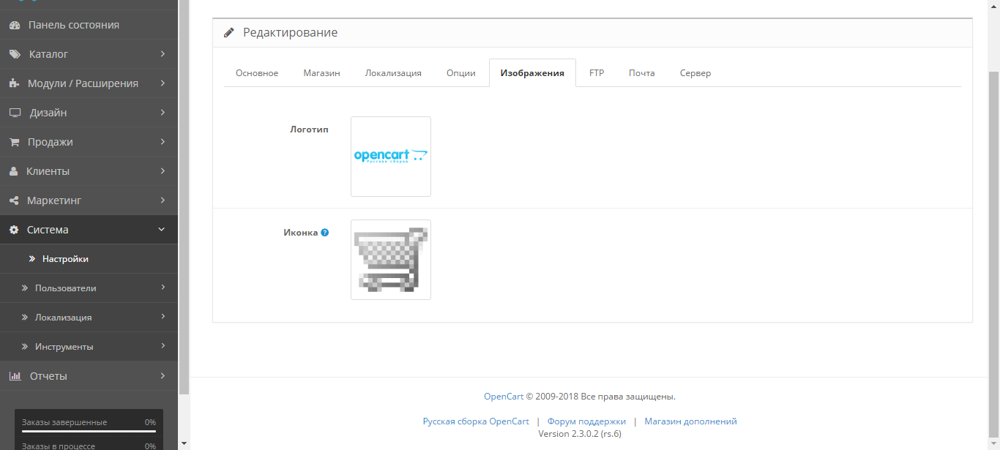 Панель состояния
Каталог
Модули / Расширения
Дизайн
Продажи
Клиенты
Маркетинг
Система
Настройки
Пользователи
Локализация
Инструменты
Отчеты
Заказы завершенные 0%
Заказы в процессе 0%
Редактирование
Основное Магазин Локализация Опции Изображения FTP Почта Сервер
Логотип
opencart
Русская сборка
Иконка ?
OpenCart © 2009-2018 Все права защищены.
Русская сборка OpenCart | Форум поддержки | Магазин дополнений
Version 2.3.0.2 (rs.6)